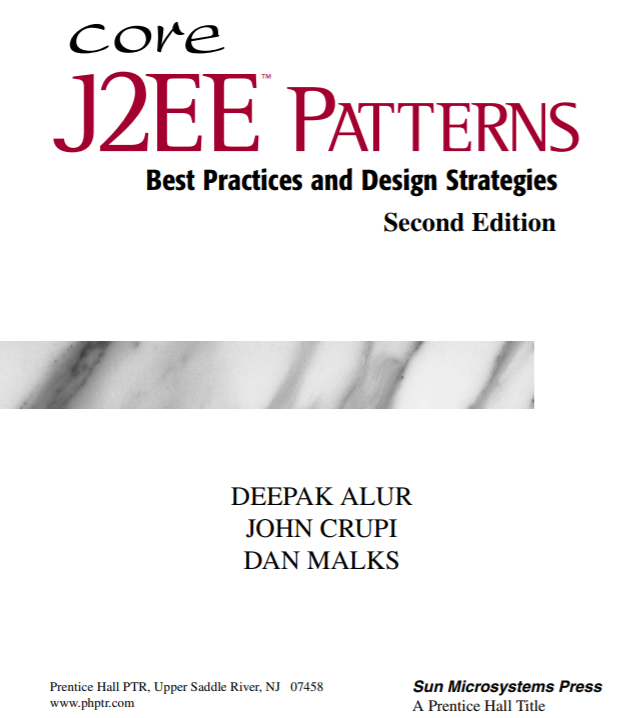 core
J2EE™ PATTERNS
Best Practices and Design Strategies
Second Edition
DEEPAK ALUR
JOHN CRUPI
DAN MALKS
Prentice Hall PTR, Upper Saddle River, NJ 07458
www.phptr.com
Sun Microsystems Press
A Prentice Hall Title